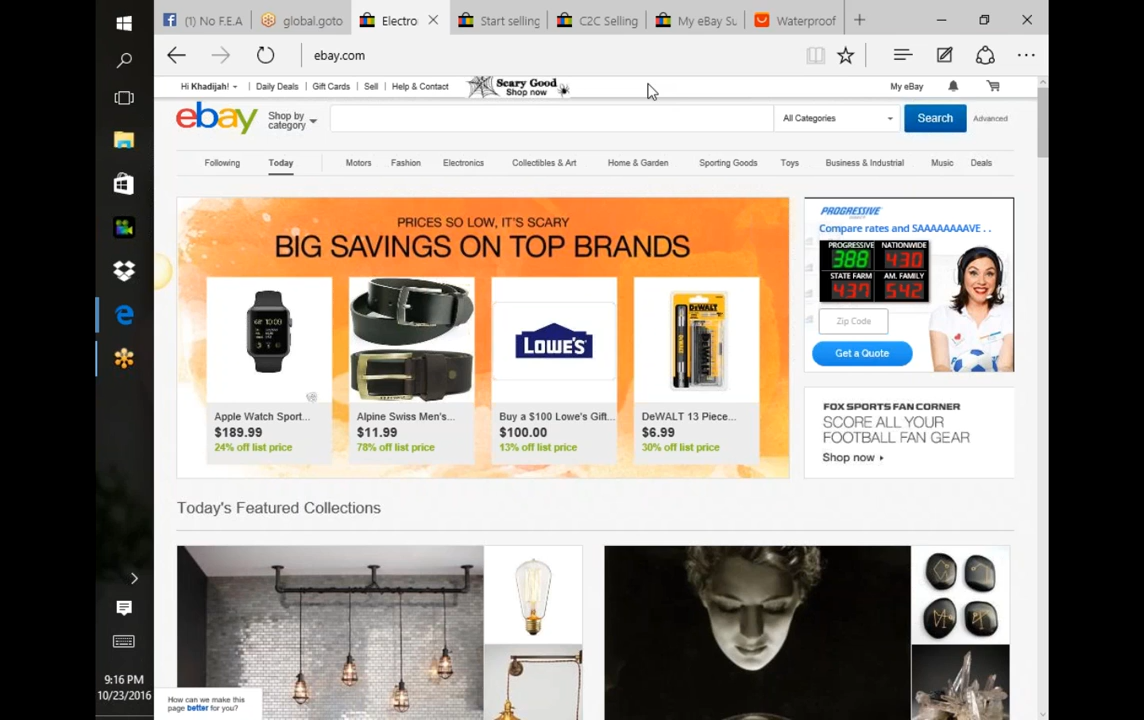 (1) No F.E.A
global.goto
Electro
Start selling
C2C Selling
My eBay Su
Waterproof
ebay.com
Hi Khadijah!
Daily Deals
Gift Cards
Sell
Help & Contact
Scary Good
Shop now
My eBay
ebay
Shop by
category
All Categories
Search
Advanced
Following
Today
Motors
Fashion
Electronics
Collectibles & Art
Home & Garden
Sporting Goods
Toys
Business & Industrial
Music
Deals
PRICES SO LOW, IT'S SCARY
BIG SAVINGS ON TOP BRANDS
LOWE'S
DEWALT
Apple Watch Sport...
$189.99
24% off list price
Alpine Swiss Men's...
$11.99
78% off list price
Buy a $100 Lowe's Gift...
$100.00
13% off list price
DeWALT 13 Piece...
$6.99
30% off list price
PROGRESSIVE
Compare rates and SAAAAAAAVE . .
PROGRESSIVE
388
NATIONWIDE
430
STATE FARM
437
AM. FAMILY
542
Zip Code
Get a Quote
FOX SPORTS FAN CORNER
SCORE ALL YOUR
FOOTBALL FAN GEAR
Shop now
Today's Featured Collections
How can we make this
page better for you?
9:16 PM
10/23/2016